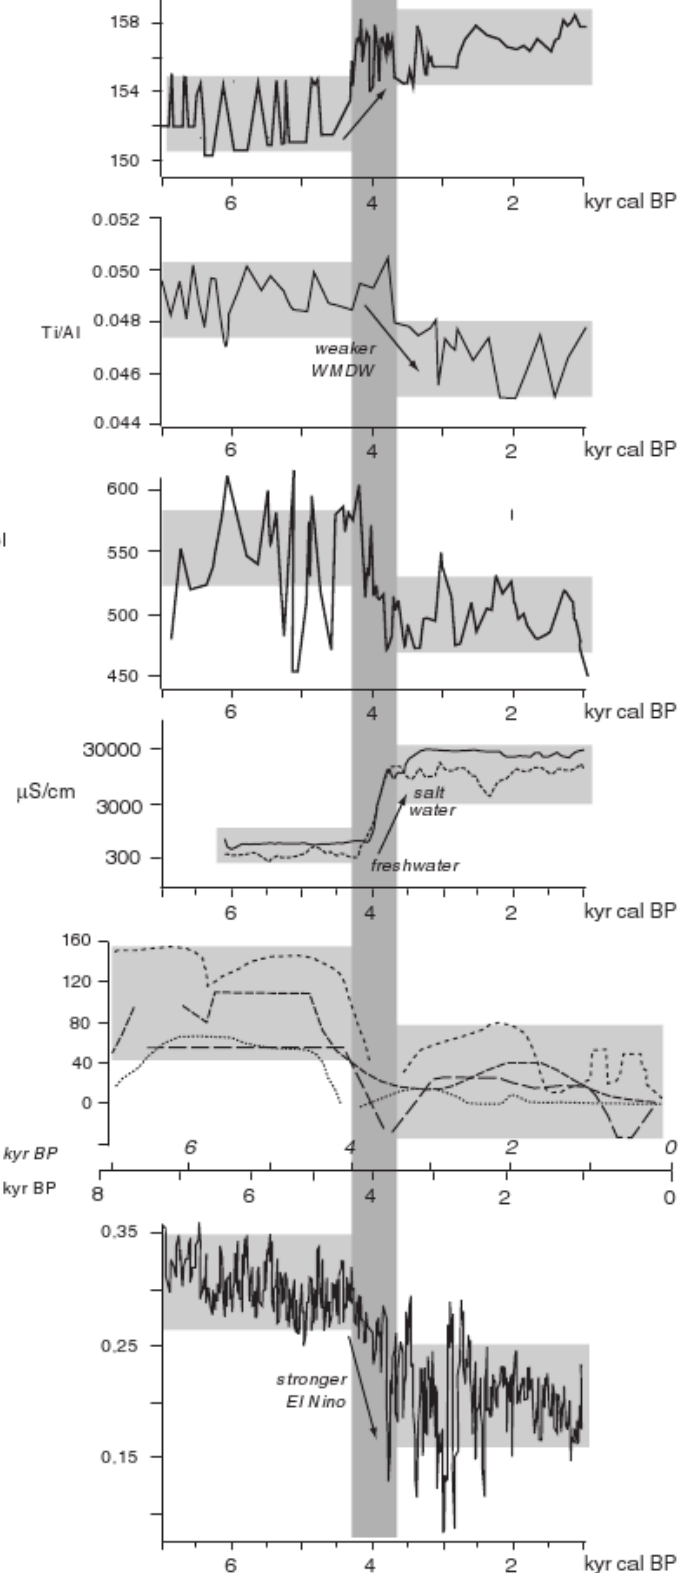 158
154
150
6 4 2 kyr cal BP
0.052
0.050
Ti/Al 0.048
weaker
WMDW
0.046
0.044
6 4 2 kyr cal BP
600
550
500
450
6 4 2 kyr cal BP
30000
µS/cm
3000
salt
water
300
freshwater
6 4 2 kyr cal BP
160
120
80
40
0
kyr BP 6 4 2 0
kyr BP 8 6 4 2 0
0,35
0,25
stronger
El Nino
0,15
6 4 2 kyr cal BP